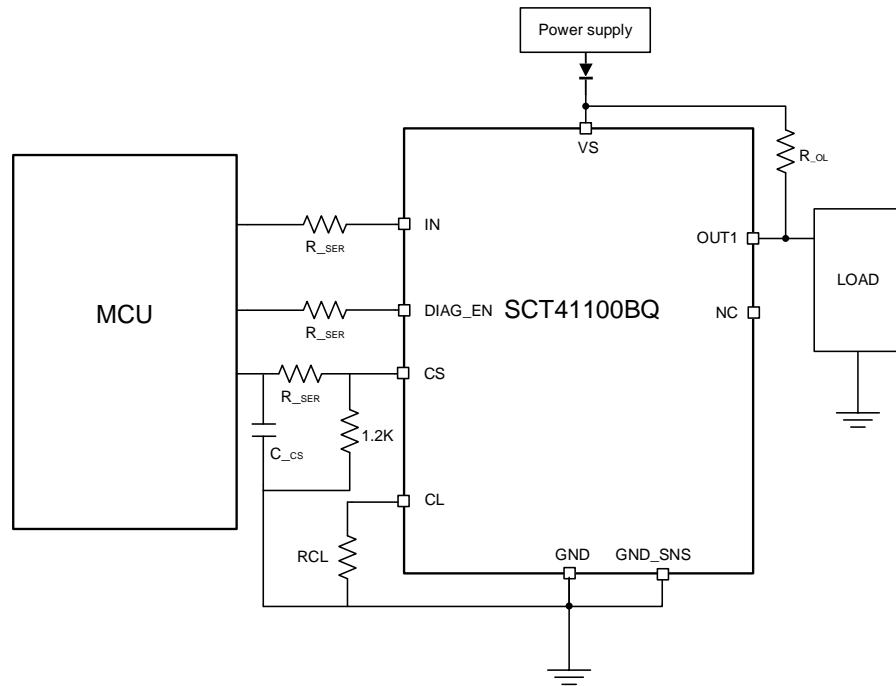 Power supply
VS
R_OL
IN
R_SER
OUT1
LOAD
MCU
R_SER
DIAG_EN
SCT41100BQ
NC
CS
R_SER
1.2K
C_CS
CL
RCL
GND
GND_SNS